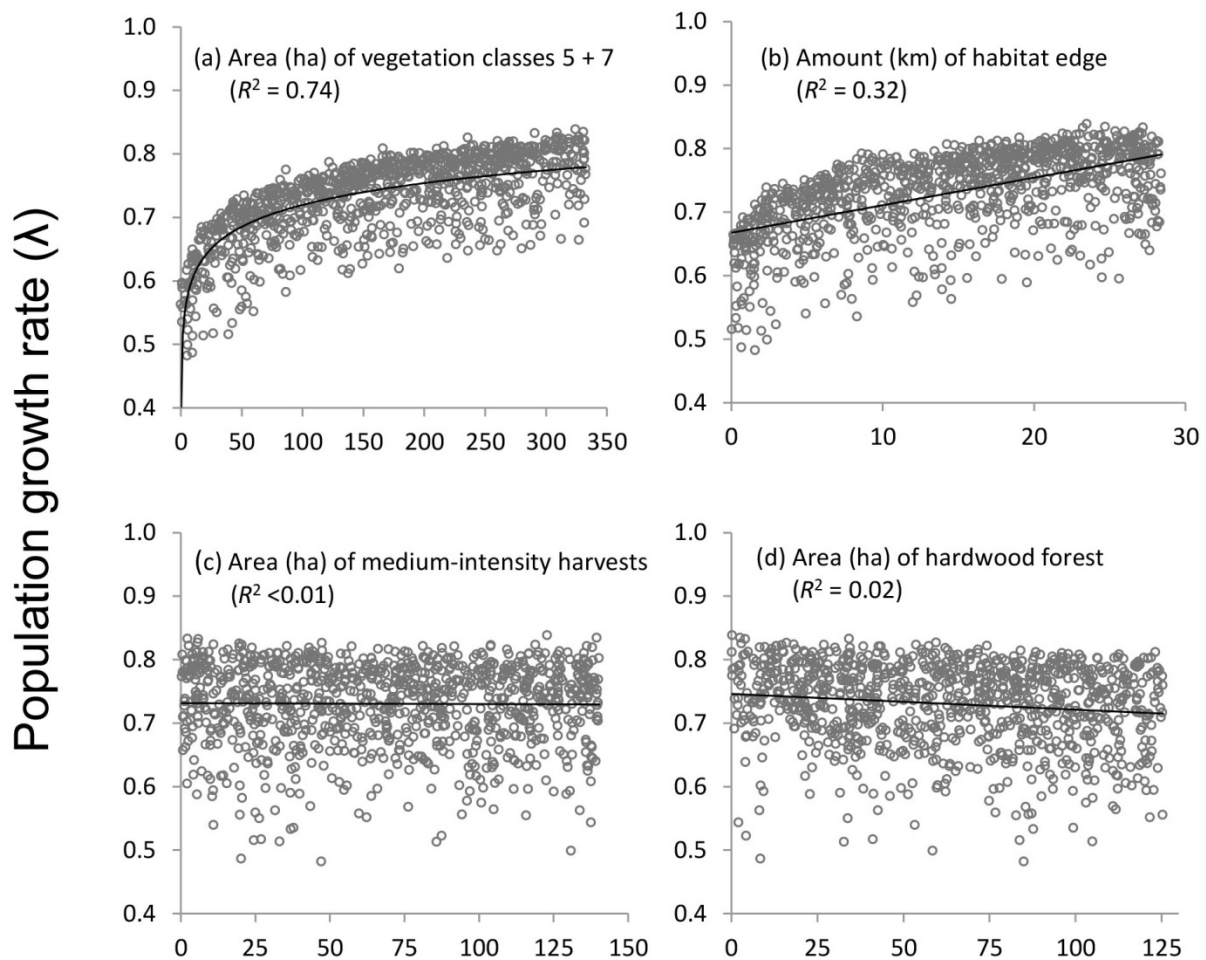 Population growth rate (λ)
(a) Area (ha) of vegetation classes 5 + 7
(R² = 0.74)
1.0
0.9
0.8
0.7
0.6
0.5
0.4
0 50 100 150 200 250 300 350
(b) Amount (km) of habitat edge
(R² = 0.32)
1.0
0.9
0.8
0.7
0.6
0.5
0.4
0 10 20 30
(c) Area (ha) of medium-intensity harvests
(R² <0.01)
1.0
0.9
0.8
0.7
0.6
0.5
0.4
0 25 50 75 100 125 150
(d) Area (ha) of hardwood forest
(R² = 0.02)
1.0
0.9
0.8
0.7
0.6
0.5
0.4
0 25 50 75 100 125